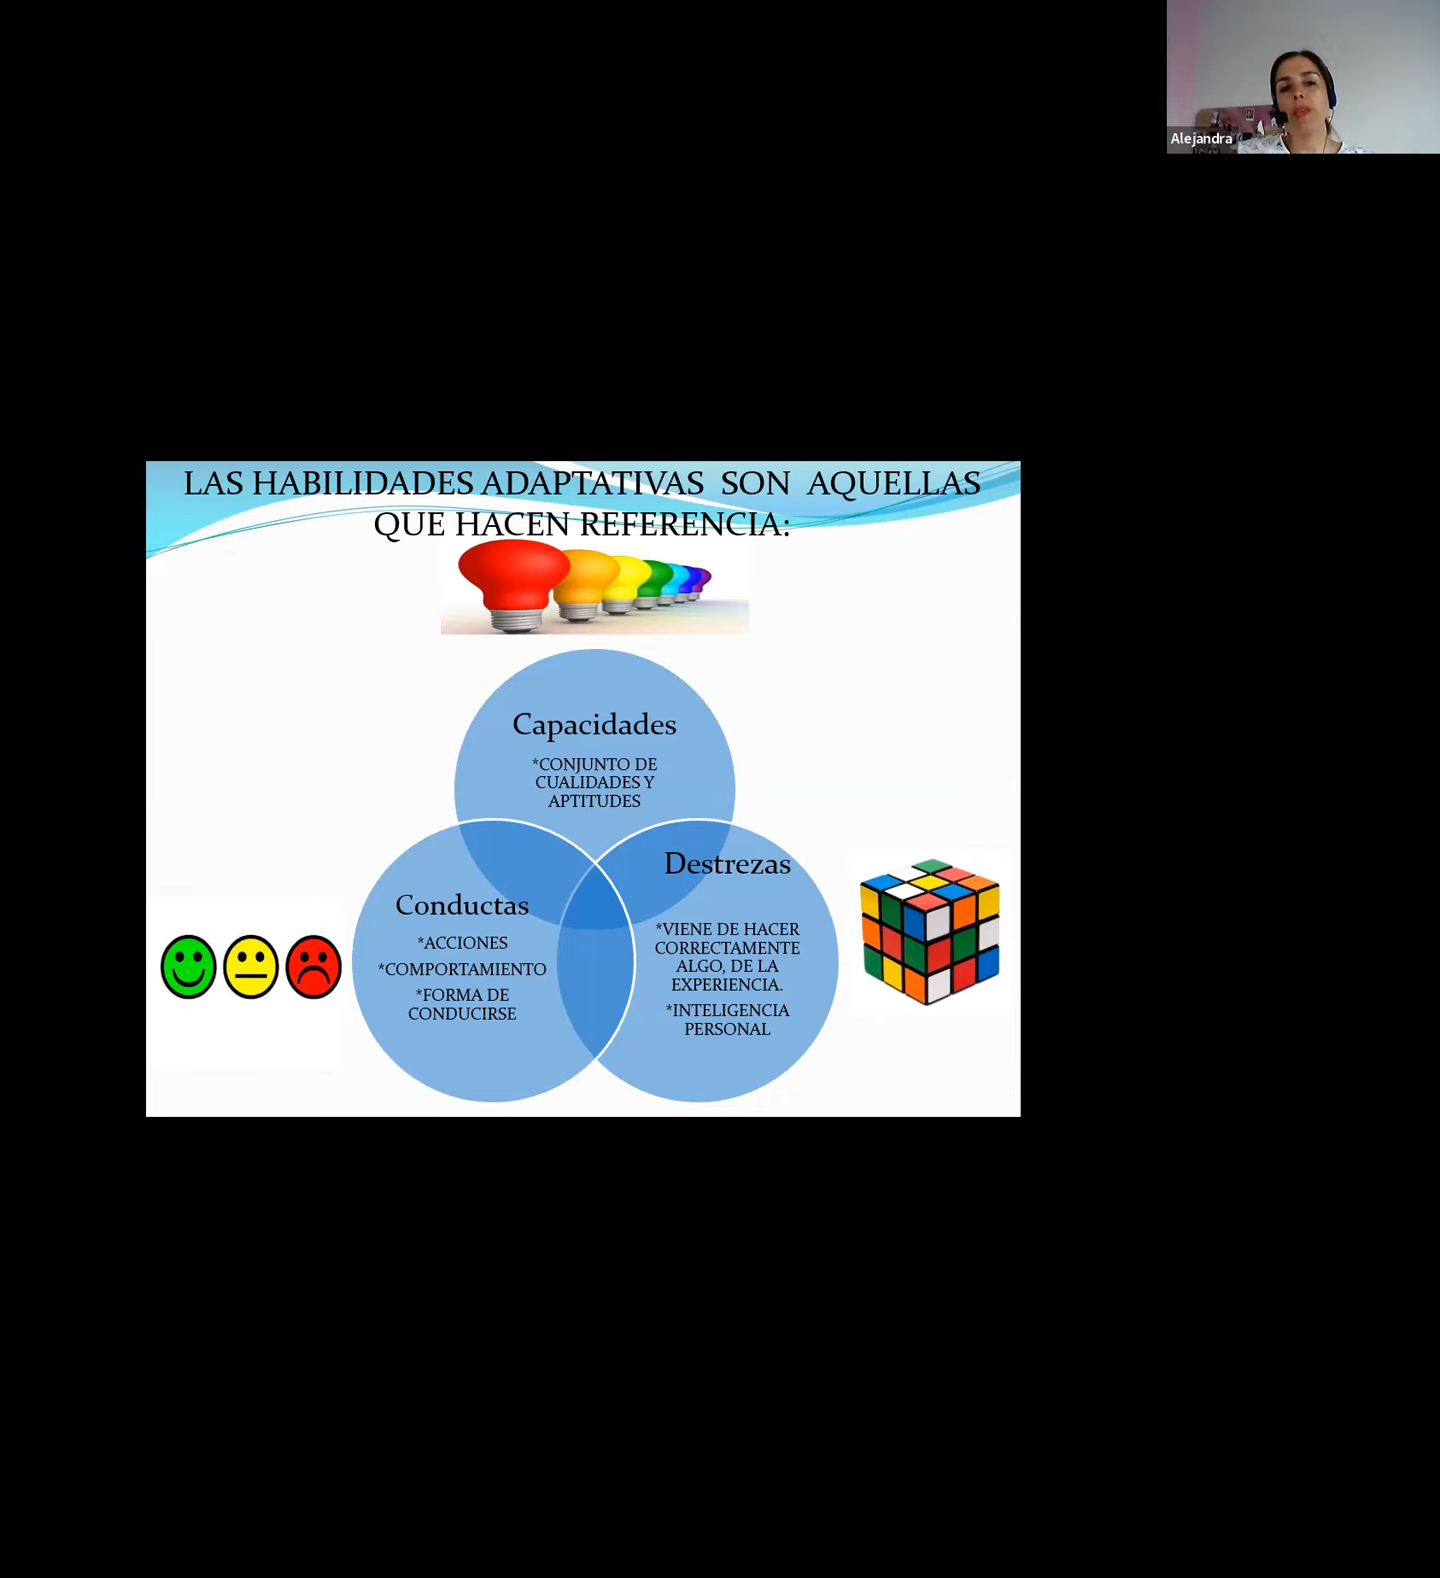 Alejandra
LAS HABILIDADES ADAPTATIVAS SON AQUELLAS
QUE HACEN REFERENCIA:
Capacidades
*CONJUNTO DE
CUALIDADES Y
APTITUDES
Destrezas
*VIENE DE HACER
CORRECTAMENTE
ALGO, DE LA
EXPERIENCIA.
*INTELIGENCIA
PERSONAL
Conductas
*ACCIONES
*COMPORTAMIENTO
*FORMA DE
CONDUCIRSE